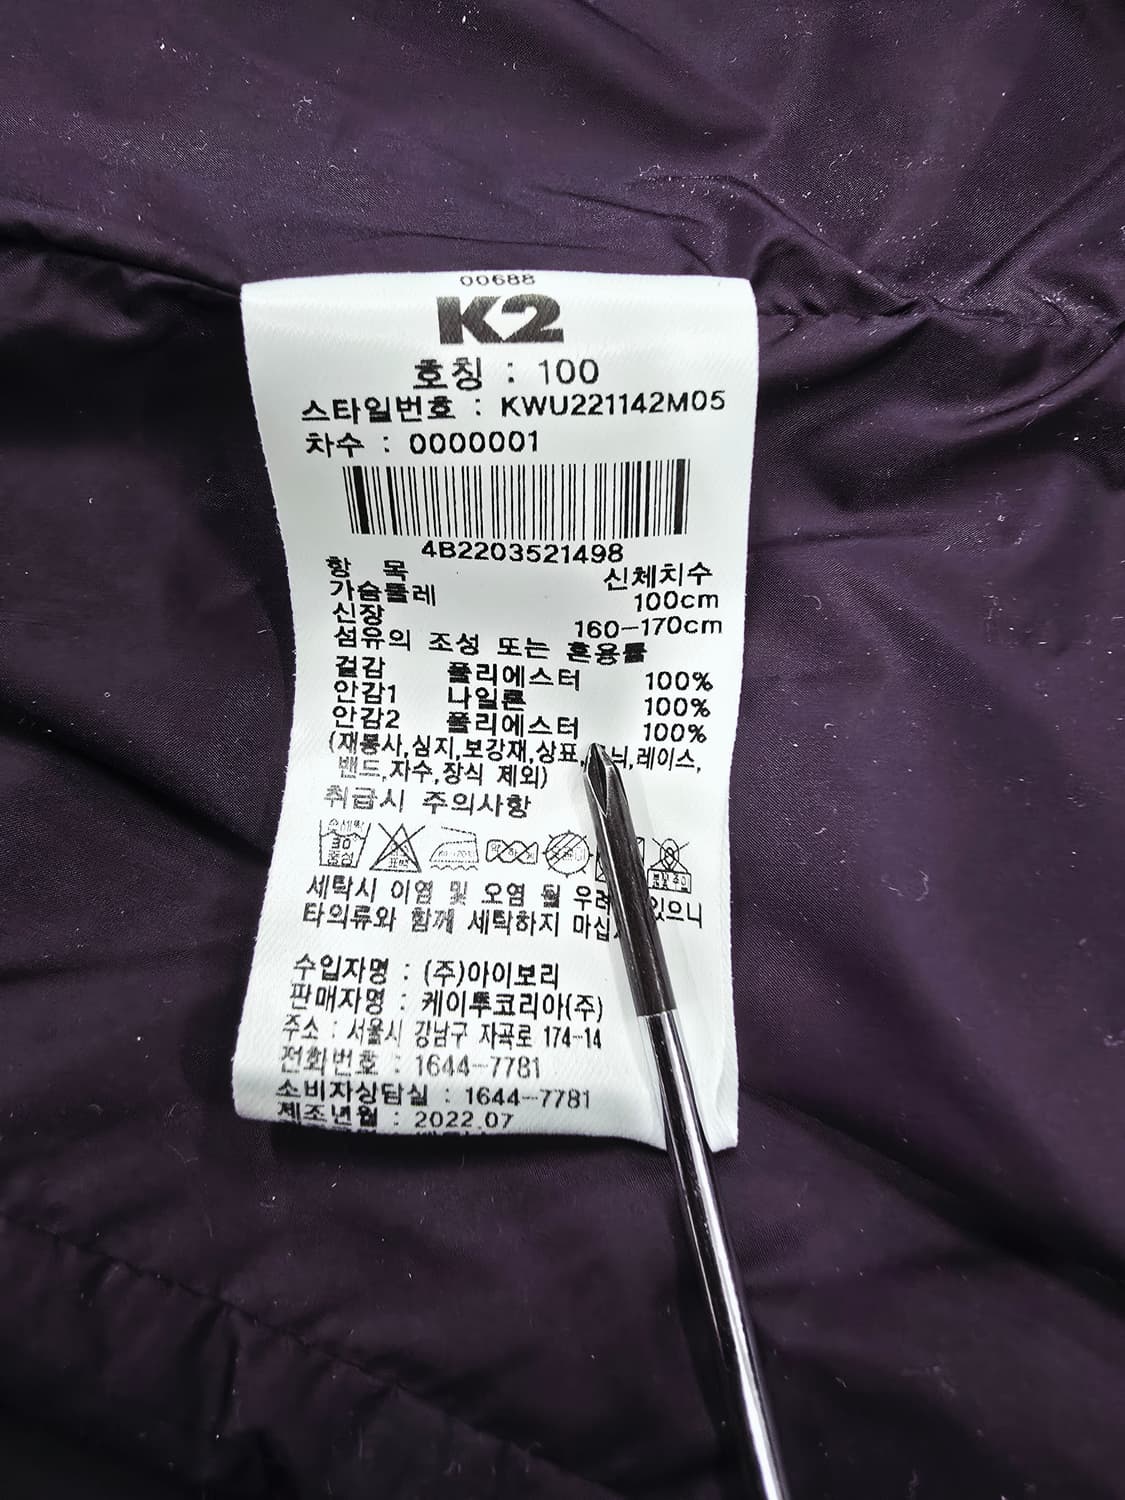 00688
K2
호칭 : 100
스타일번호 : KWU221142M05
차수 : 0000001
4B2203521498
항 목 신체치수
가슴둘레 100cm
신장 160-170cm
섬유의 조성 또는 혼용률
겉감 폴리에스터 100%
안감1 나일론 100%
안감2 폴리에스터 100%
(재봉사,심지,보강재,상표, 레이스,
밴드,자수,장식 제외)
취급시 주의사항
손세탁
30
중성
표백
세탁시 이염 및 오염 될 있으니
타의류와 함께 세탁하지
수입자명 : (주)아이보리
판매자명 : 케이투코리아(주)
주소 : 서울시 강남구 자곡로 174-14
전화번호 : 1644-7781
소비자상담실 : 1644-7781
제조년월 : 2022.07